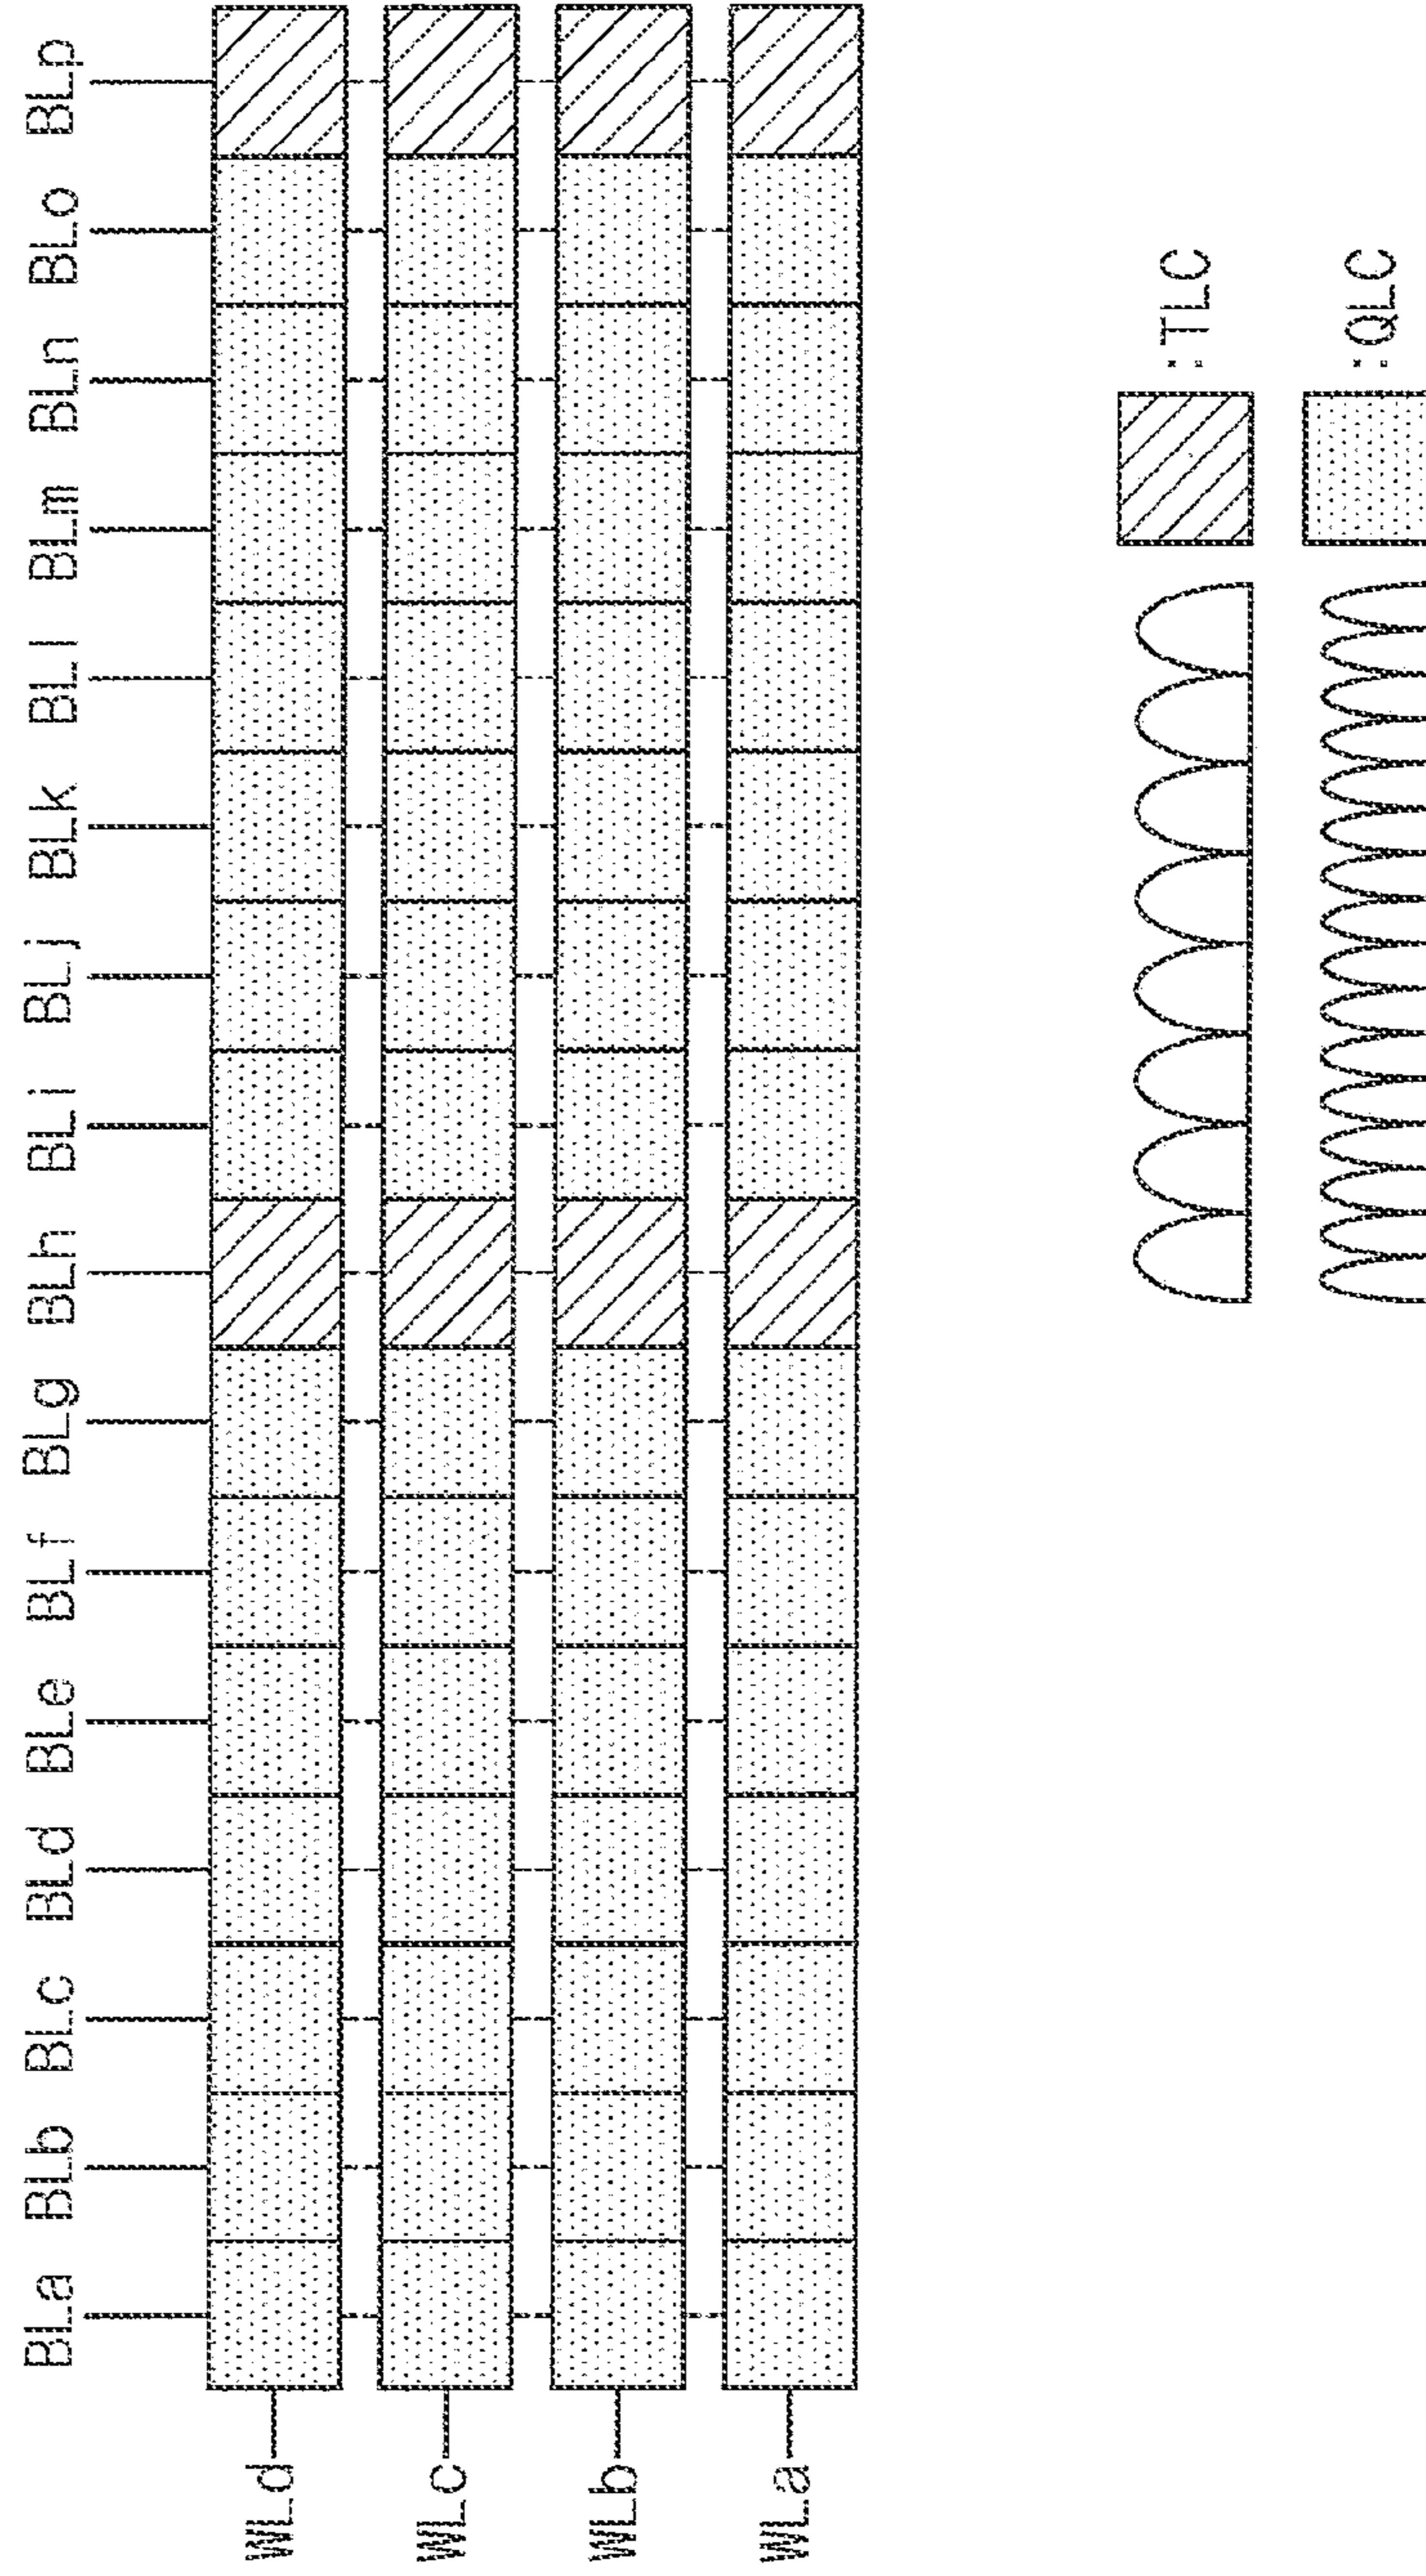 BLa BLb BLc BLd BLe BLf BLg BLh BLi BLj BLk BLl BLm BLn BLo BLp
WLd
WLc
WLb
WLa
:TLC
:QLC